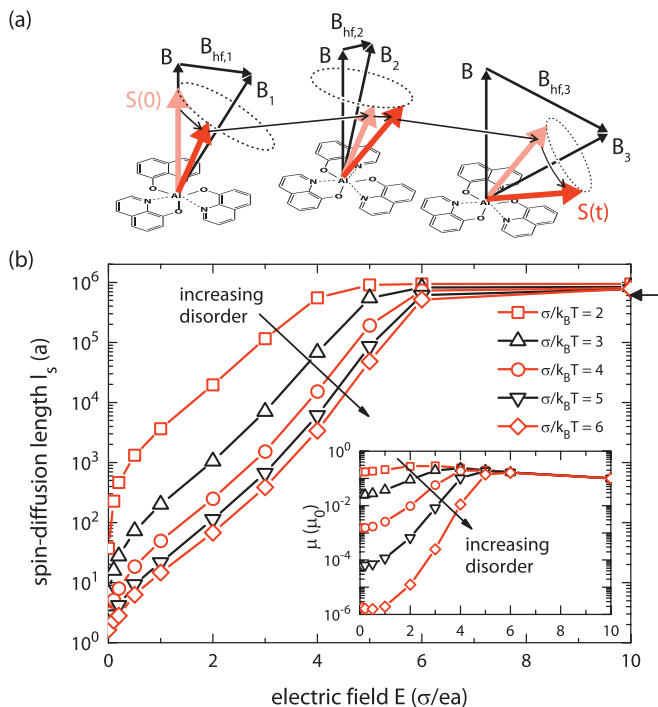 (a)
B B_hf,1 B_1 S(0)
B B_hf,2 B_2
B B_hf,3 B_3 S(t)
Al O O O N N N
Al O O O N N N
Al O O O N N N
(b)
spin-diffusion length l_s (a)
10^6
10^5
10^4
10^3
10^2
10^1
10^0
increasing
disorder
σ/k_BT = 2
σ/k_BT = 3
σ/k_BT = 4
σ/k_BT = 5
σ/k_BT = 6
μ (μ_0)
10^0
10^-2
10^-4
10^-6
increasing
disorder
0 2 4 6 8 10
0 2 4 6 8 10
electric field E (σ/ea)